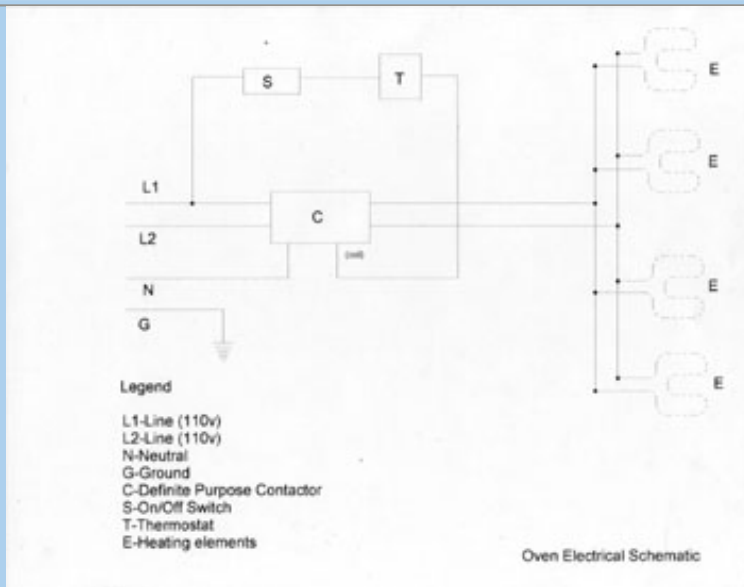 S
T
E
E
L1
C
L2
N
E
G
E
Legend
L1-Line (110v)
L2-Line (110v)
N-Neutral
G-Ground
C-Definite Purpose Contactor
S-On/Off Switch
T-Thermostat
E-Heating elements
Oven Electrical Schematic